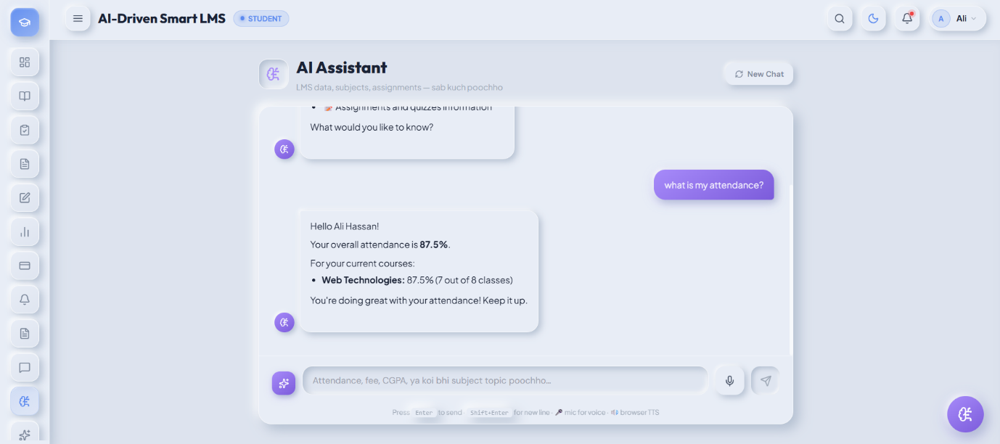 AI-Driven Smart LMS
STUDENT
A
Ali
AI Assistant
LMS data, subjects, assignments — sab kuch poochho
New Chat
• 📝 Assignments and quizzes information
What would you like to know?
what is my attendance?
Hello Ali Hassan!
Your overall attendance is 87.5%.
For your current courses:
• Web Technologies: 87.5% (7 out of 8 classes)
You're doing great with your attendance! Keep it up.
Attendance, fee, CGPA, ya koi bhi subject topic poochho...
Press Enter to send · Shift+Enter for new line · 🎤 mic for voice · 🔊 browser TTS